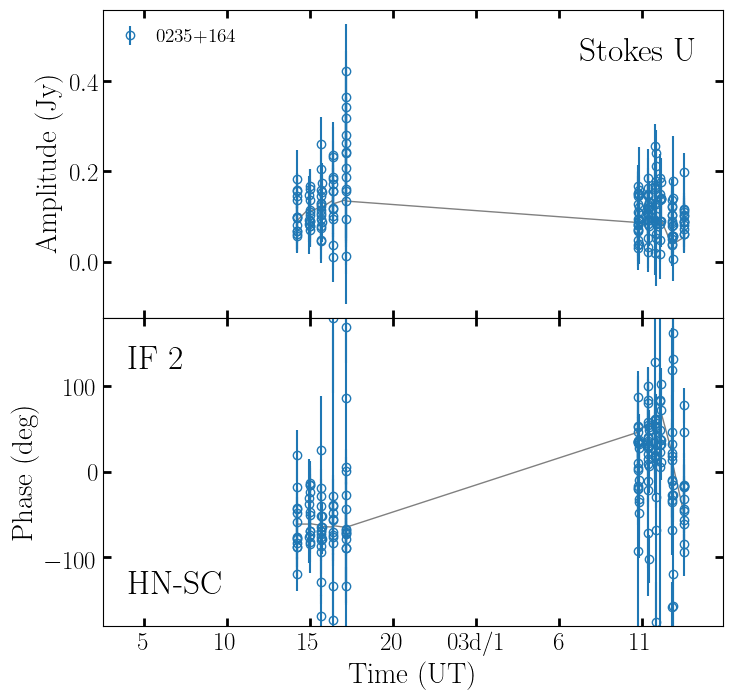 0235+164
Stokes U
0.4
0.2
0.0
Amplitude (Jy)
IF 2
100
0
−100
Phase (deg)
HN-SC
5 10 15 20 03d/1 6 11
Time (UT)